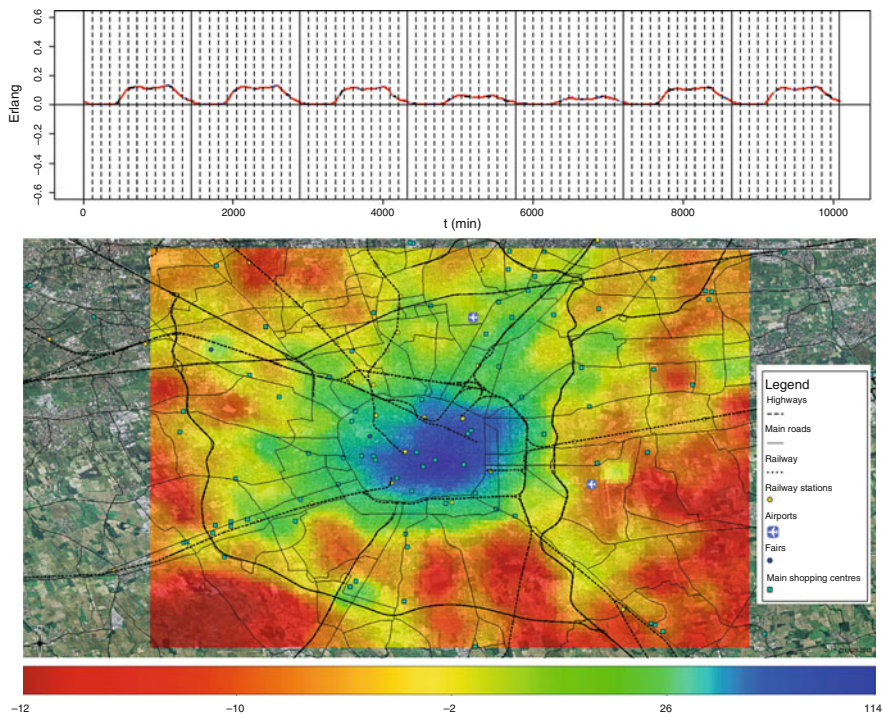 Erlang
0.6
0.4
0.2
0.0
−0.2
−0.4
−0.6
0 2000 4000 6000 8000 10000
t (min)
Legend
Highways
Main roads
Railway
Railway stations
Airports
Fairs
Main shopping centres
−12 −10 −2 26 114